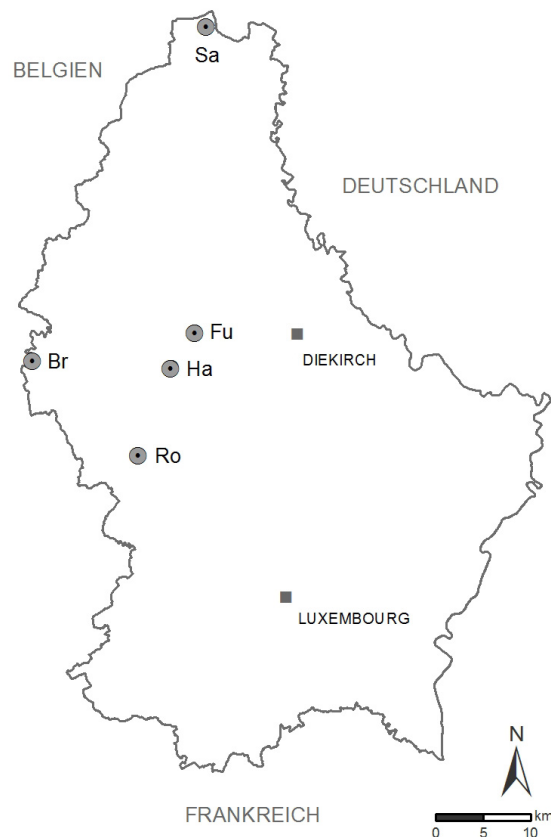 Sa
BELGIEN
DEUTSCHLAND
Fu
DIEKIRCH
Br
Ha
Ro
LUXEMBOURG
N
FRANKREICH
km
0 5 10